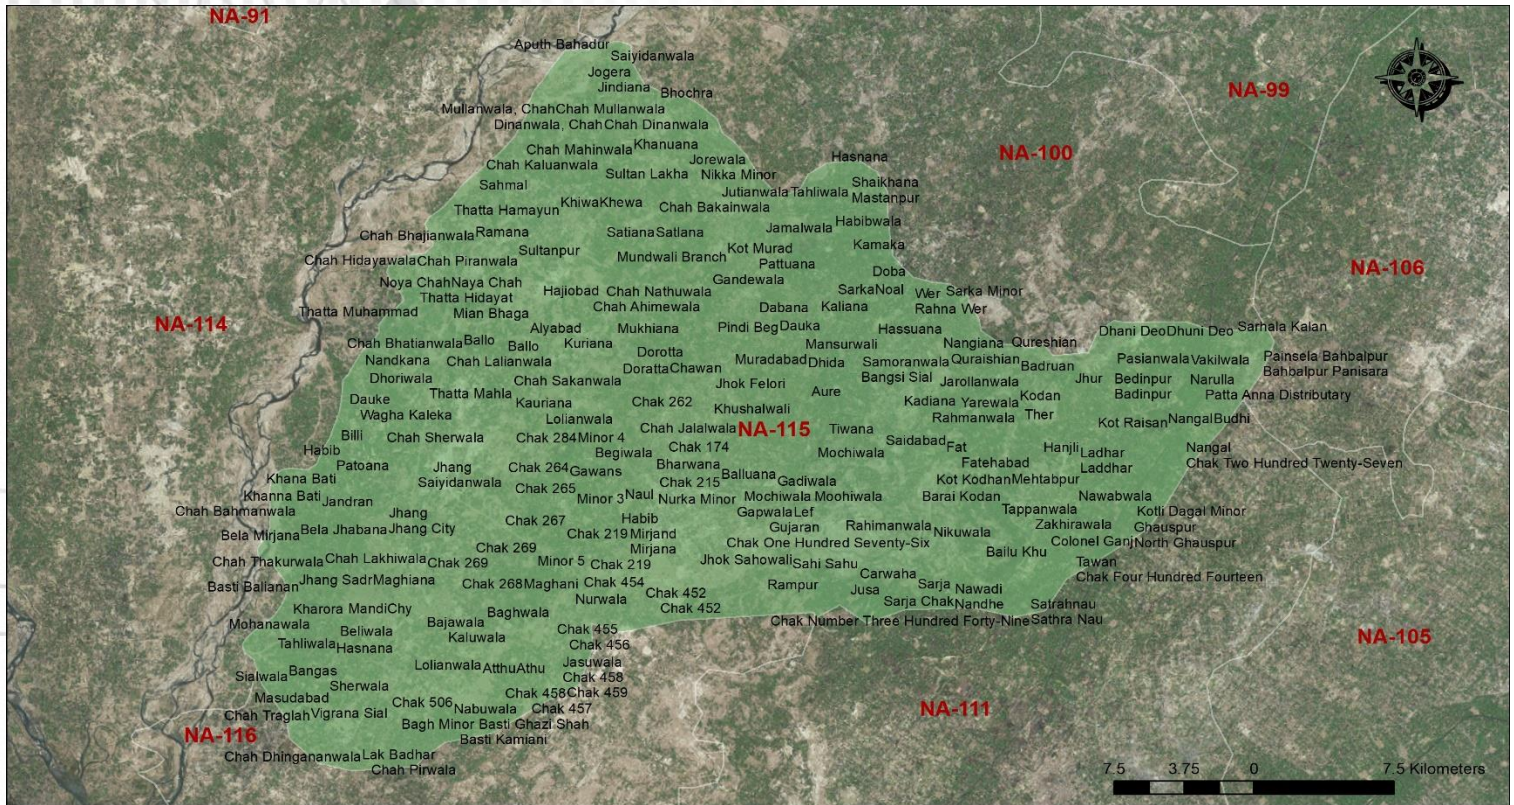 NA-91
Aputh Bahadur
Saiyidanwala
Jogera
Jindiana
Bhochra
NA-99
Mullanwala, ChahChah Mullanwala
Dinanwala, ChahChah Dinanwala
Chah Mahinwala Khanuana
NA-100
Chah Kaluanwala Jorewala Hasnana
Sultan Lakha Nikka Minor
Sahmal Jutianwala Tahliwala Shaikhana
Mastanpur
Thatta Hamayun KhiwaKhewa Chah Bakainwala
Habibwala
Chah Bhajianwala Ramana SatianaSatlana Jamalwala
Sultanpur Kot Murad Kamaka
Chah HidayawalaChah Piranwala Mundwali Branch Pattuana
NA-106
Doba
Noya ChahNaya Chah Gandewala
Thatta Hidayat Hajiobad Chah Nathuwala SarkaNoal Wer Sarka Minor
Thatta Muhammad Mian Bhaga Chah Ahimewala Dabana Kaliana Rahna Wer
NA-114
Alyabad Mukhiana Pindi Beg Dauka Hassuana Dhani DeoDhuni Deo Sarhala Kalan
Chah Bhatianwala Ballo Ballo Kuriana Mansurwali Nangiana Qureshian
Nandkana Chah Lalianwala Dorotta Muradabad Dhida Samoranwala Quraishian Badruan Pasianwala Vakilwala Painsela Bahbalpur
DorattaChawan Bahbalpur Panisara
Dhoriwala Chah Sakanwala Jhok Felori Bangsi Sial Jarollanwala Jhur Bedinpur Narulla
Thatta Mahla Aure Badinpur Patta Anna Distributary
Dauke Kauriana Chak 262 Kadiana Yarewala Kodan
Wagha Kaleka Lolianwala Khushalwali Rahmanwala Ther Kot Raisan NangalBudhi
Chah Jalalwala NA-115 Tiwana
Billi Chah Sherwala Chak 284 Minor 4 Chak 174 Saidabad Fat Hanjli Nangal
Habib Begiwala Mochiwala Ladhar
Patoana Jhang Chak 264 Gawans Bharwana Fatehabad Laddhar Chak Two Hundred Twenty-Seven
Khana Bati Saiyidanwala Chak 215 Balluana Gadiwala Kot KodhanMehtabpur
Khanna Bati Jandran Chak 265 Minor 3 Naul Nurka Minor Mochiwala Moohiwala Barai Kodan Nawabwala
Chah Bahmanwala Jhang GapwalaLef Tappanwala Kotli Dagal Minor
Bela Mirjana Bela Jhabana Jhang City Chak 267 Habib Gujaran Rahimanwala Nikuwala Zakhirawala Ghauspur
Chak 219 Mirjand Chak One Hundred Seventy-Six Colonel Ganj North Ghauspur
Chah Thakurwala Chah Lakhiwala Chak 269 Chak 269 Minor 5 Mirjana Jhok Sahowali Sahi Sahu Bailu Khu Tawan
Chak 219
Basti Ballanan Jhang SadrMaghiana Chak 268 Maghani Chak 454 Rampur Carwaha Chak Four Hundred Fourteen
Jusa Sarja Nawadi
Nurwala Chak 452 Sarja Chak Nandhe Satrahnau
Kharora MandiChy Baghwala Chak 452 Chak Number Three Hundred Forty-Nine Sathra Nau
Mohanawala Beliwala Bajawala Chak 455
NA-105
Tahliwala Hasnana Kaluwala Chak 456
Sialwala Bangas Lolianwala AtthuAthu Jasuwala
Sherwala Chak 458
Masudabad Chak 506 Chak 458 Chak 459
Chah Traglah Vigrana Sial Nabuwala Chak 457
NA-111
NA-116 Bagh Minor Basti Ghazi Shah
Basti Kamiani
Chah Dhingananwala Lak Badhar
Chah Pirwala
7.5 3.75 0 7.5 Kilometers